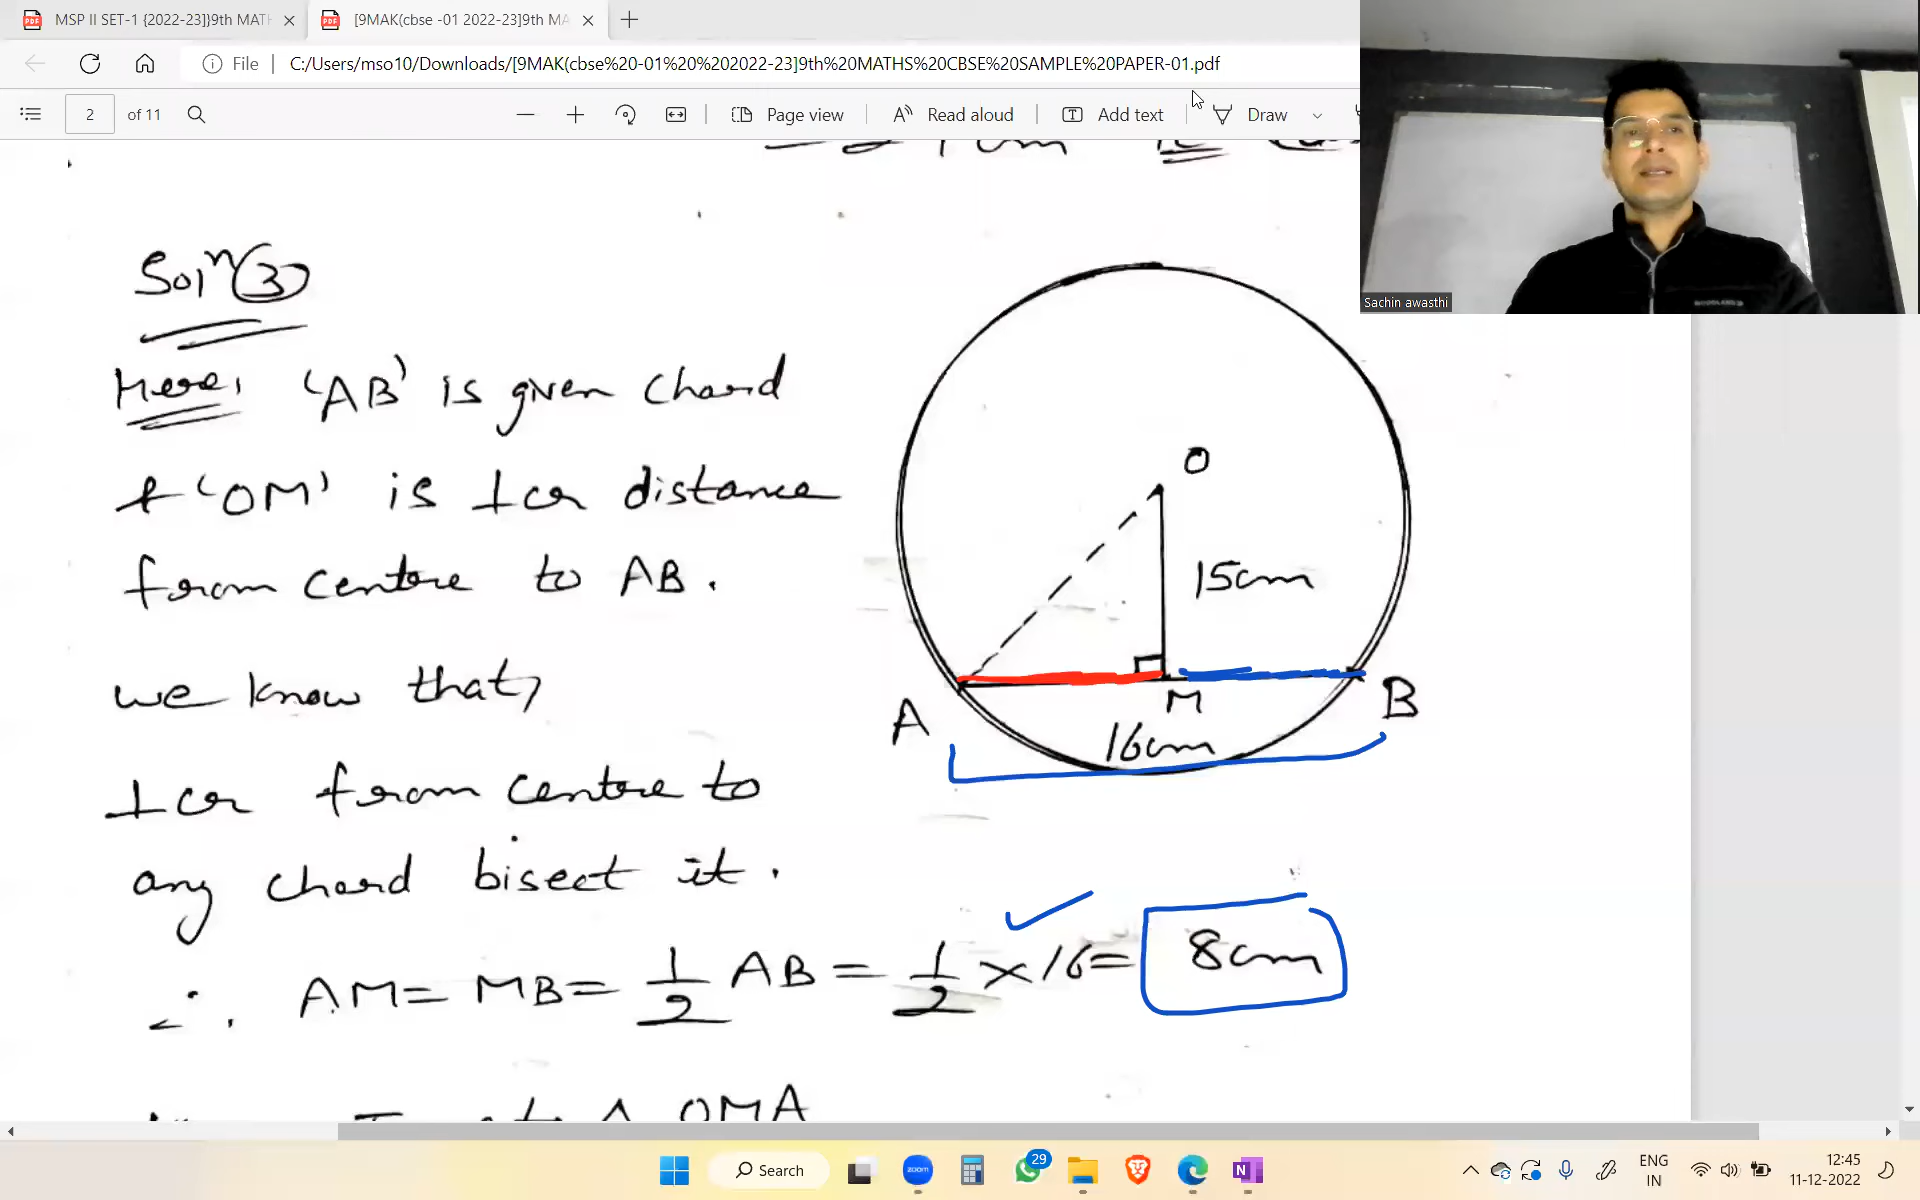 MSP II SET-1 {2022-23]}9th MATH
[9MAK(cbse -01 2022-23]9th MA
File
C:/Users/mso10/Downloads/[9MAK(cbse%20-01%20%202022-23]9th%20MATHS%20CBSE%20SAMPLE%20PAPER-01.pdf
2 of 11
Page view
Read aloud
Add text
Draw
Sachin awasthi
Solⁿ (3)
Here, 'AB' is given Chord
& 'OM' is ⊥er distance
from centre to AB.
we know that,
⊥er from centre to
any chord bisect it.
∴ AM = MB = 1/2 AB = 1/2 × 16 = 8cm
OMA
O
15cm
A
M
B
16cm
Search
zoom
29
ENG
IN
12:45
11-12-2022